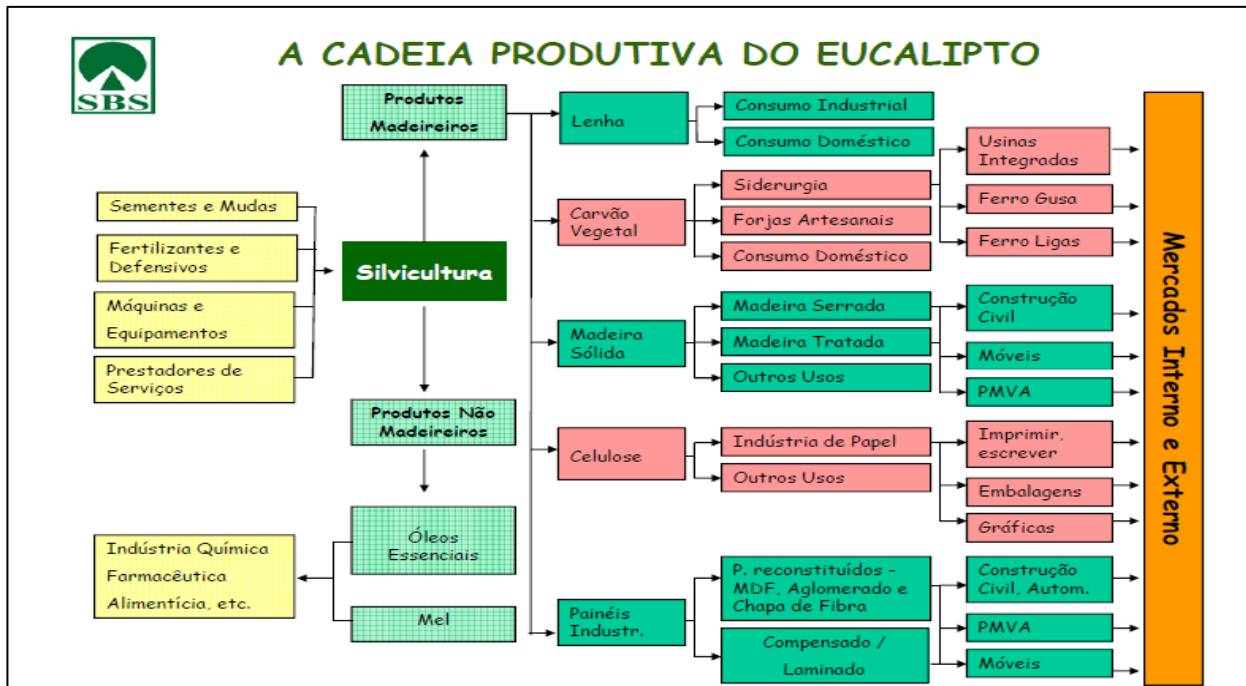 A CADEIA PRODUTIVA DO EUCALIPTO
SBS
Sementes e Mudas
Fertilizantes e
Defensivos
Máquinas e
Equipamentos
Prestadores de
Serviços
Silvicultura
Produtos
Madeireiros
Produtos Não
Madeireiros
Óleos
Essenciais
Mel
Indústria Química
Farmacêutica
Alimentícia, etc.
Lenha
Consumo Industrial
Consumo Doméstico
Carvão
Vegetal
Siderurgia
Forjas Artesanais
Consumo Doméstico
Usinas
Integradas
Ferro Gusa
Ferro Ligas
Madeira
Sólida
Madeira Serrada
Madeira Tratada
Outros Usos
Construção
Civil
Móveis
PMVA
Celulose
Indústria de Papel
Outros Usos
Imprimir,
escrever
Embalagens
Gráficas
Painéis
Industr.
P. reconstituídos -
MDF, Aglomerado e
Chapa de Fibra
Compensado /
Laminado
Construção
Civil, Autom.
PMVA
Móveis
Mercados Interno e Externo